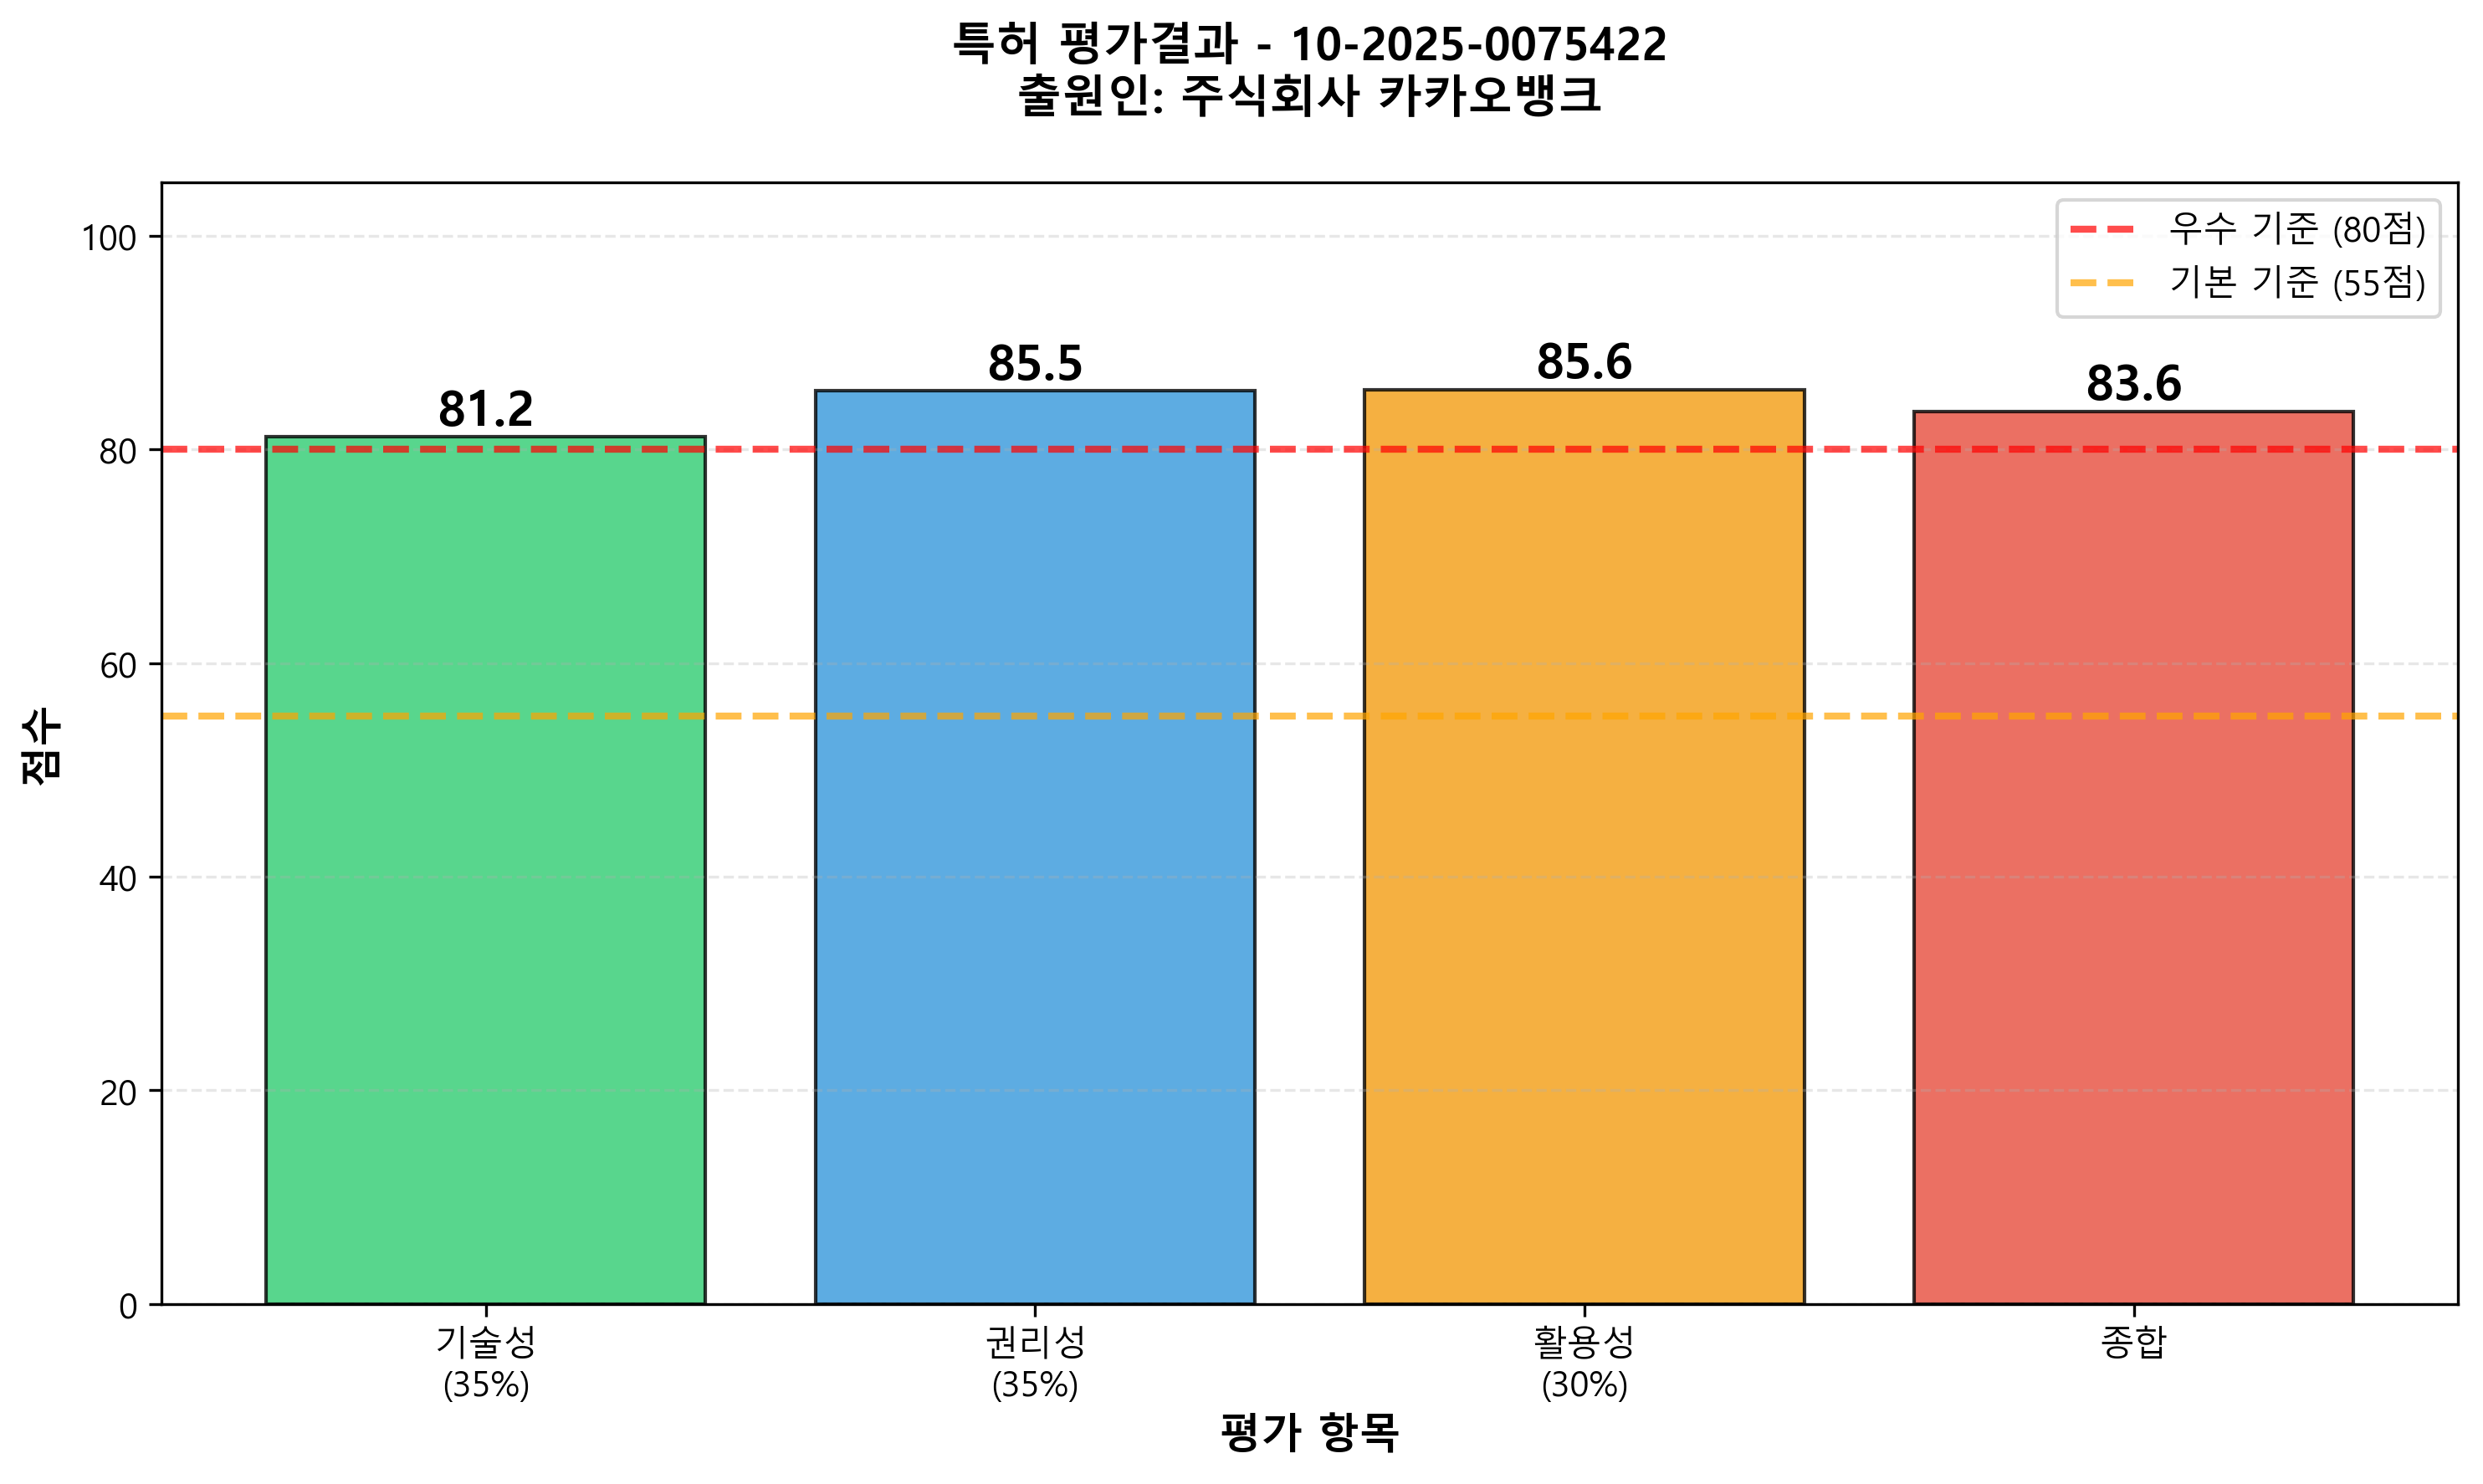 특허 평가결과 - 10-2025-0075422
출원인: 주식회사 카카오뱅크
우수 기준 (80점)
기본 기준 (55점)
점수
100
80
60
40
20
0
81.2
85.5
85.6
83.6
기술성
(35%)
권리성
(35%)
활용성
(30%)
종합
평가 항목